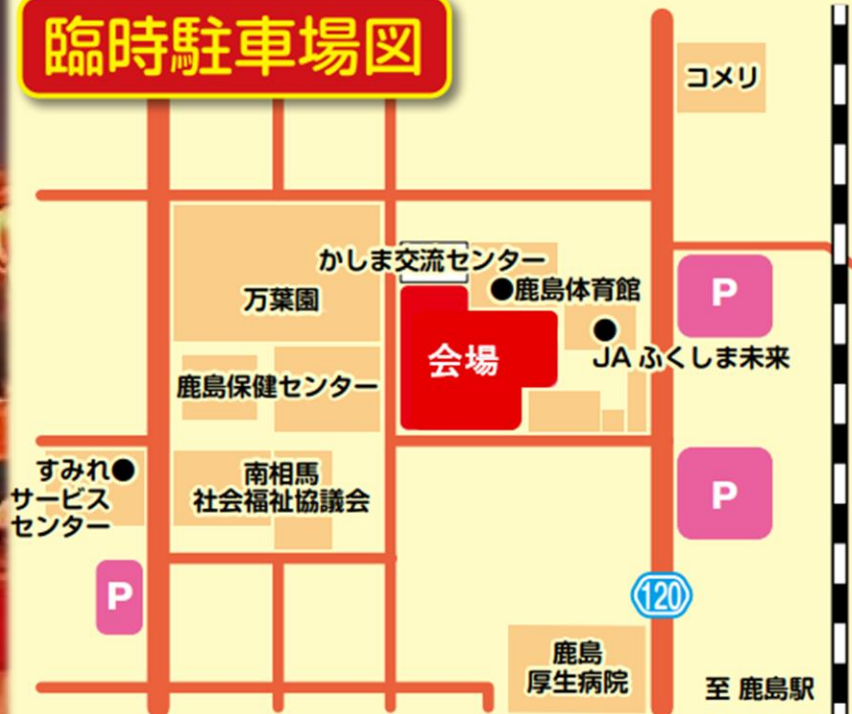 臨時駐車場図
コメリ
かしま交流センター
●鹿島体育館
万葉園
P
JAふくしま未来
会場
鹿島保健センター
すみれ●
サービス
センター
南相馬
社会福祉協議会
P
P
120
鹿島
厚生病院
至 鹿島駅